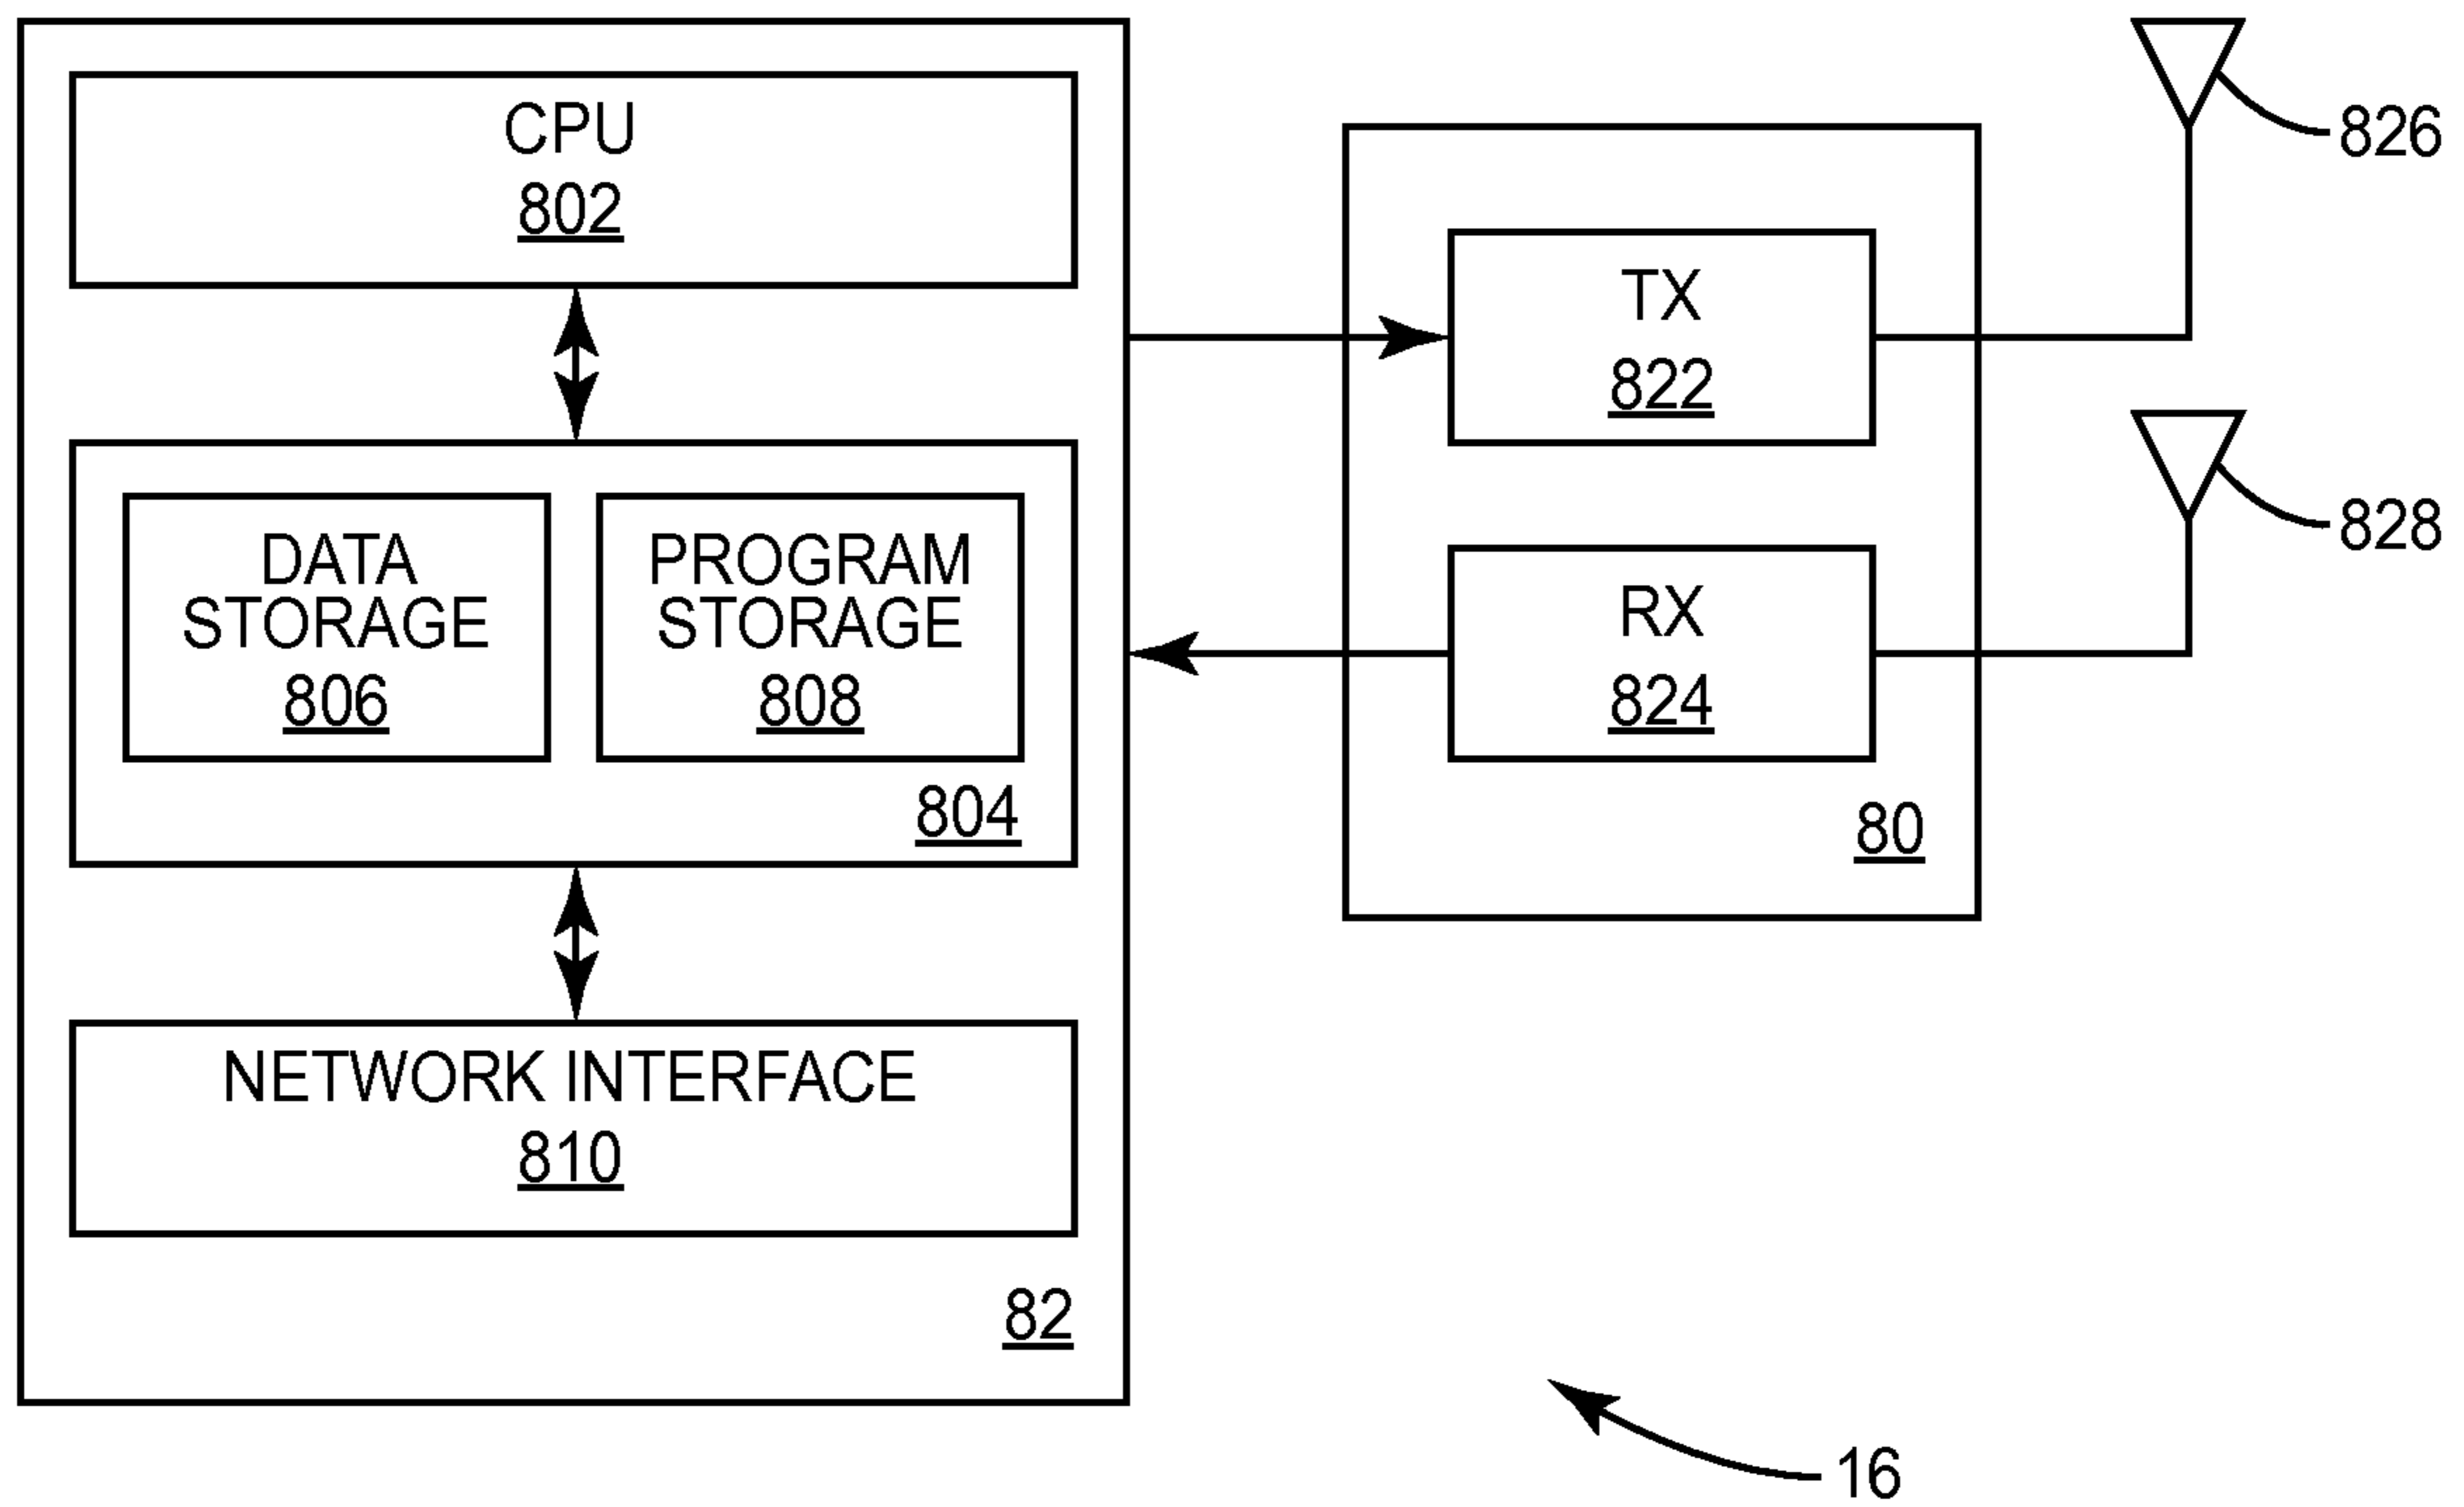 CPU
802
DATA
STORAGE
806
PROGRAM
STORAGE
808
804
NETWORK INTERFACE
810
82
TX
822
RX
824
80
826
828
16